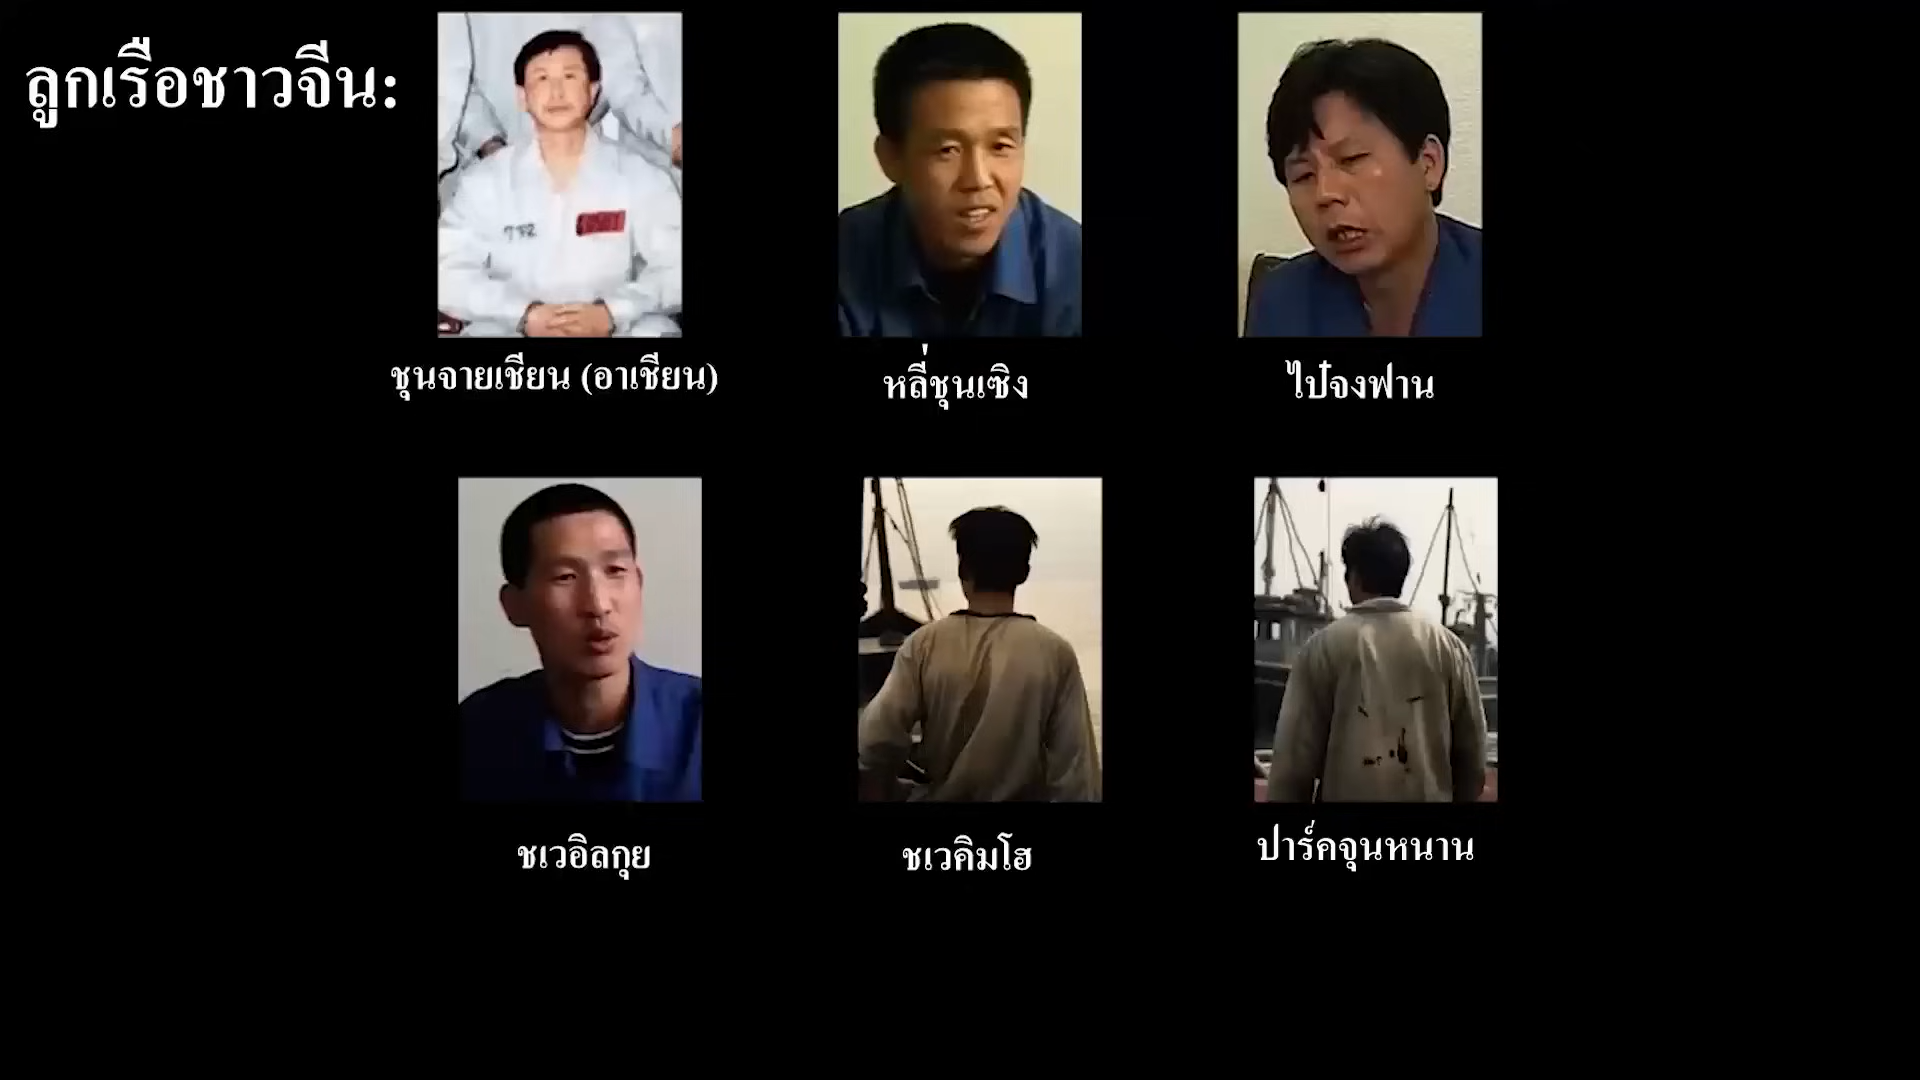 ลูกเรือชาวจีน:
ชุนจายเชียน (อาเชียน)
หลี่ชุนเซิง
ไป๋จงฟาน
ชเวอิลกุย
ชเวคิมโฮ
ปาร์คจุนหนาน